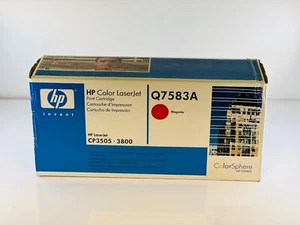 hp
invent
HP Color LaserJet
Print Cartridge
Cartouche d'impression
Cartucho de impresión
HP LaserJet
CP3505 · 3800
Q7583A
Magenta
ColorSphere